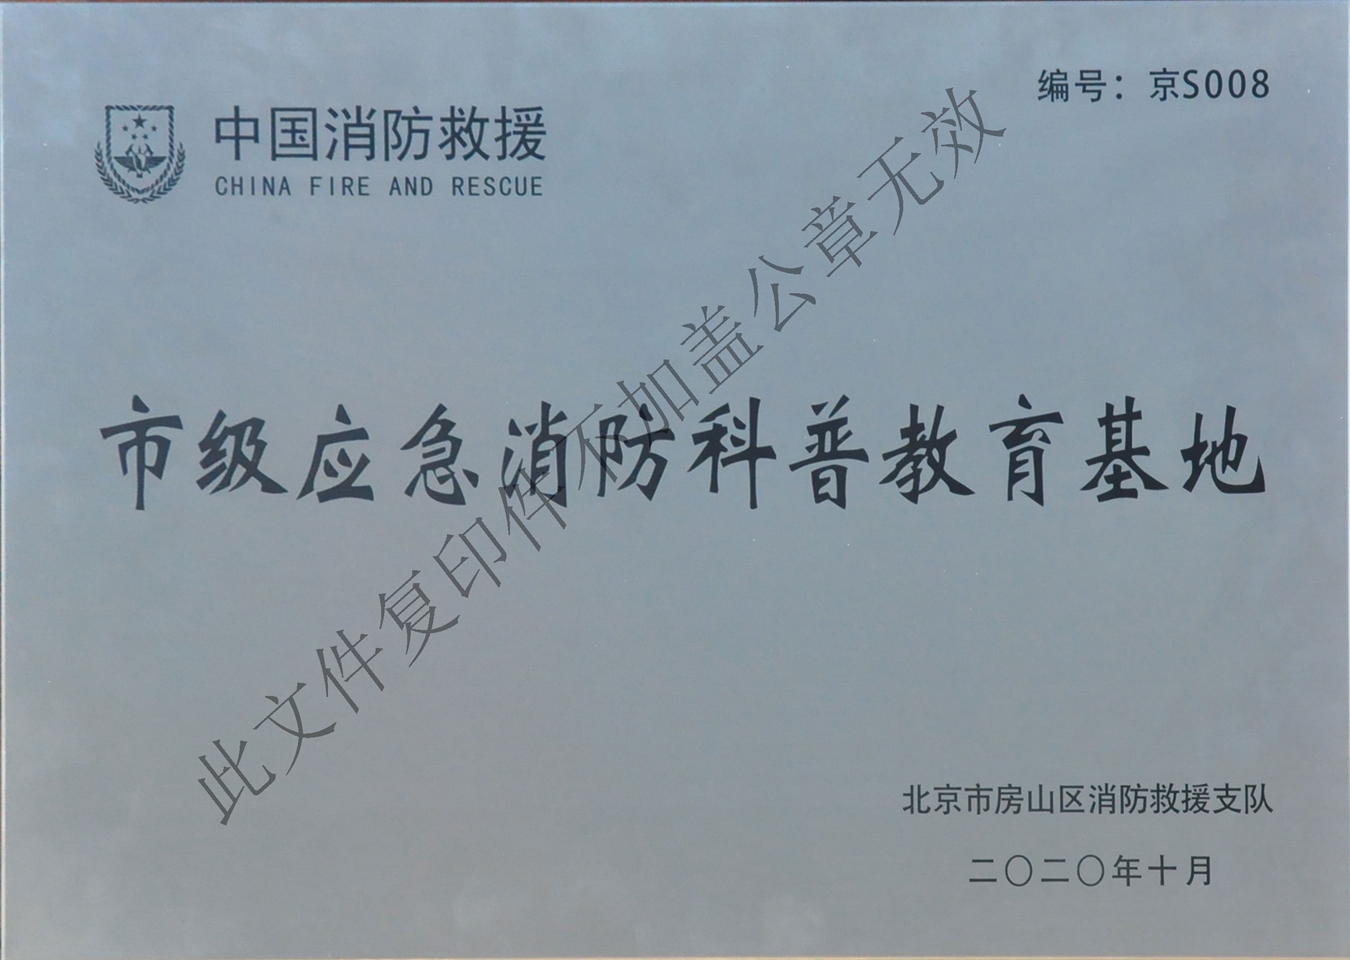 编号：京S008
中国消防救援
CHINA FIRE AND RESCUE
市级应急消防科普教育基地
此文件复印件不加盖公章无效
北京市房山区消防救援支队
二〇二〇年十月